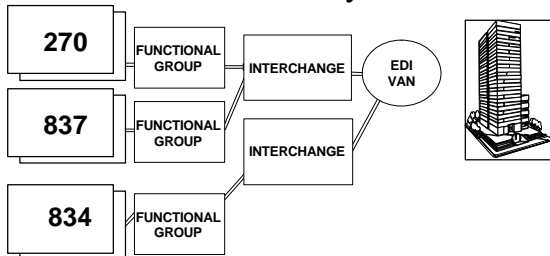 270
FUNCTIONAL
GROUP
INTERCHANGE
EDI
VAN
837
FUNCTIONAL
GROUP
INTERCHANGE
834
FUNCTIONAL
GROUP